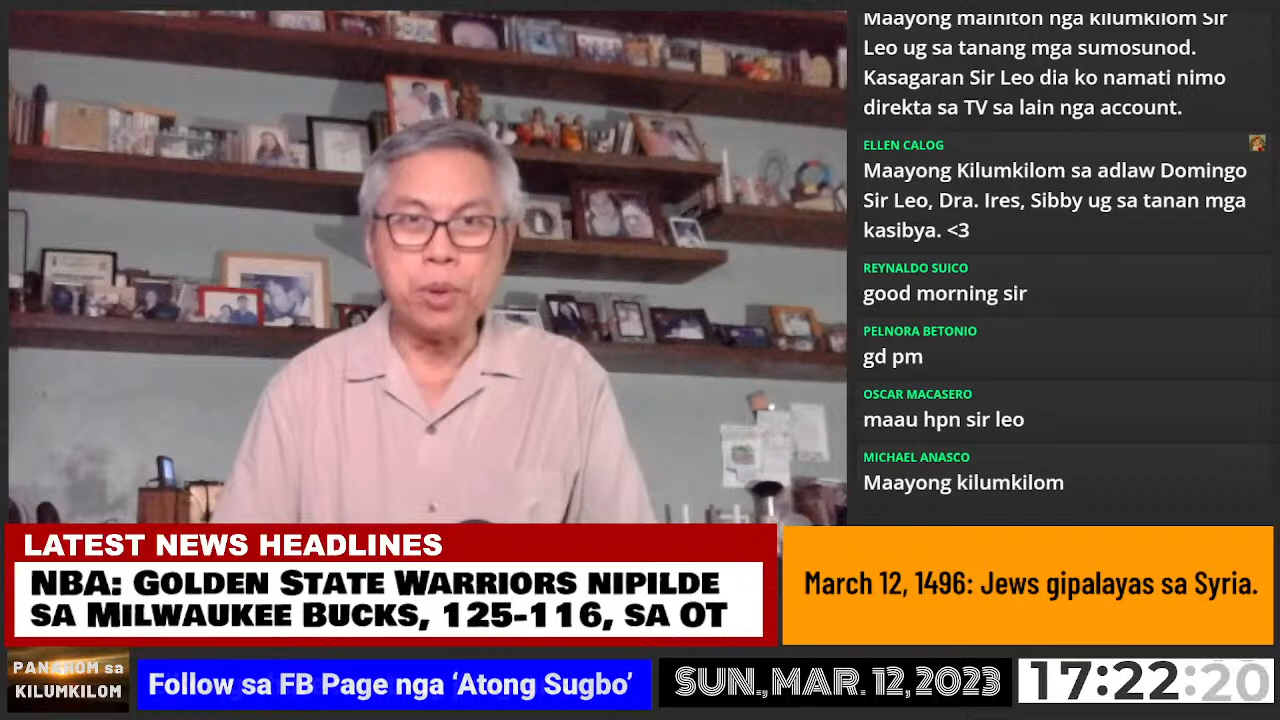 Maayong mainiton nga kilumkilom Sir
Leo ug sa tanang mga sumosunod.
Kasagaran Sir Leo dia ko namati nimo
direkta sa TV sa lain nga account.
ELLEN CALOG
Maayong Kilumkilom sa adlaw Domingo
Sir Leo, Dra. Ires, Sibby ug sa tanan mga
kasibya. <3
REYNALDO SUICO
good morning sir
PELNORA BETONIO
gd pm
OSCAR MACASERO
maau hpn sir leo
MICHAEL ANASCO
Maayong kilumkilom
LATEST NEWS HEADLINES
NBA: GOLDEN STATE WARRIORS NIPILDE
SA MILWAUKEE BUCKS, 125-116, SA OT
March 12, 1496: Jews gipalayas sa Syria.
PANAHOM sa
KILUMKILOM
Follow sa FB Page nga ‘Atong Sugbo’
SUN., MAR. 12, 2023
17:22:20